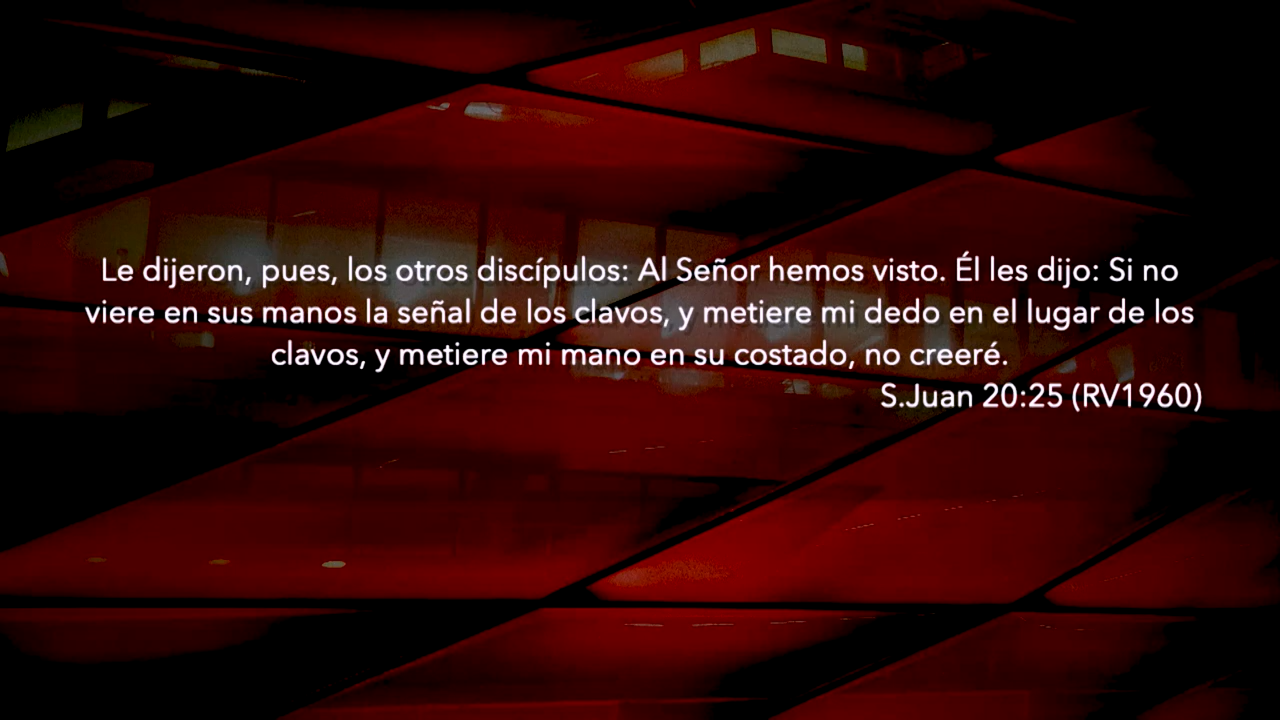 Le dijeron, pues, los otros discípulos: Al Señor hemos visto. Él les dijo: Si no
viere en sus manos la señal de los clavos, y metiere mi dedo en el lugar de los
clavos, y metiere mi mano en su costado, no creeré.
S.Juan 20:25 (RV1960)